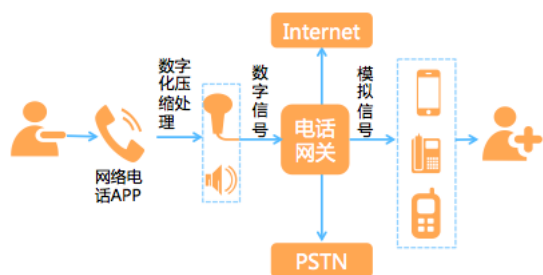 Internet
数字
化压
缩处
理
数字信号
模拟信号
电话
网关
网络电
话APP
PSTN